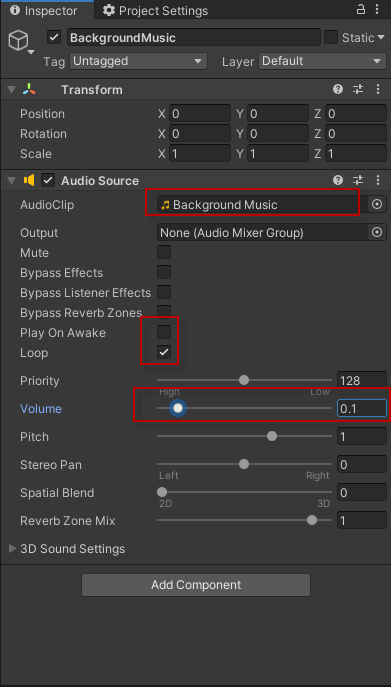 Inspector Project Settings
BackgroundMusic Static
Tag Untagged Layer Default
Transform
Position X 0 Y 0 Z 0
Rotation X 0 Y 0 Z 0
Scale X 1 Y 1 Z 1
Audio Source
AudioClip Background Music
Output None (Audio Mixer Group)
Mute
Bypass Effects
Bypass Listener Effects
Bypass Reverb Zones
Play On Awake
Loop
Priority 128
High Low
Volume 0.1
Pitch 1
Stereo Pan 0
Left Right
Spatial Blend 0
2D 3D
Reverb Zone Mix 1
3D Sound Settings
Add Component